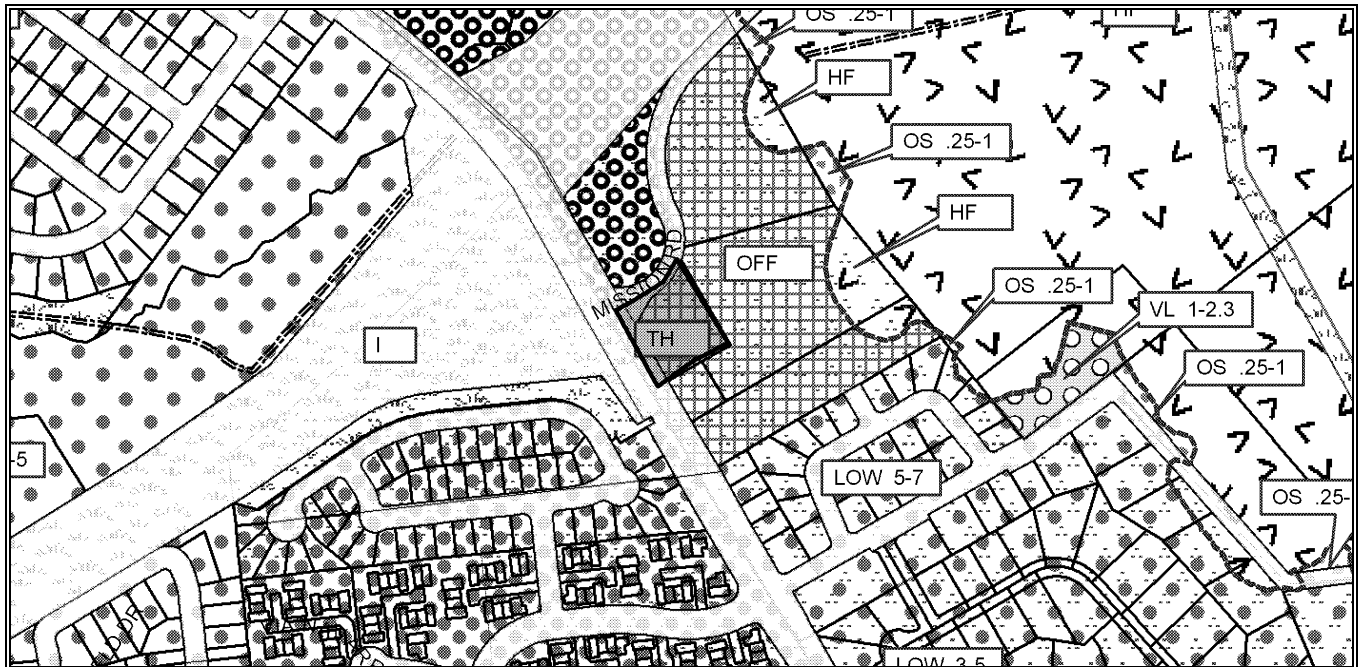 OS .25-1
HF
HF
OS .25-1
HF
OFF
OS .25-1
MISSION RD
TH
VL 1-2.3
I
OS .25-1
-5
LOW 5-7
OS .25-
LOW 3-5